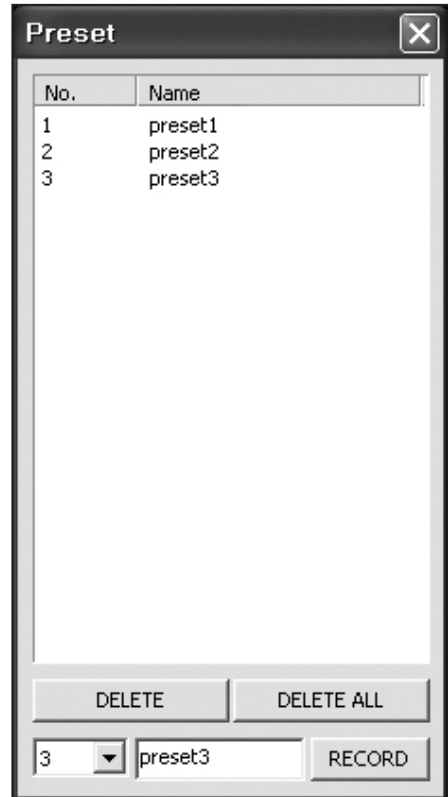 Preset
No. Name
1 preset1
2 preset2
3 preset3
DELETE DELETE ALL
3 preset3 RECORD